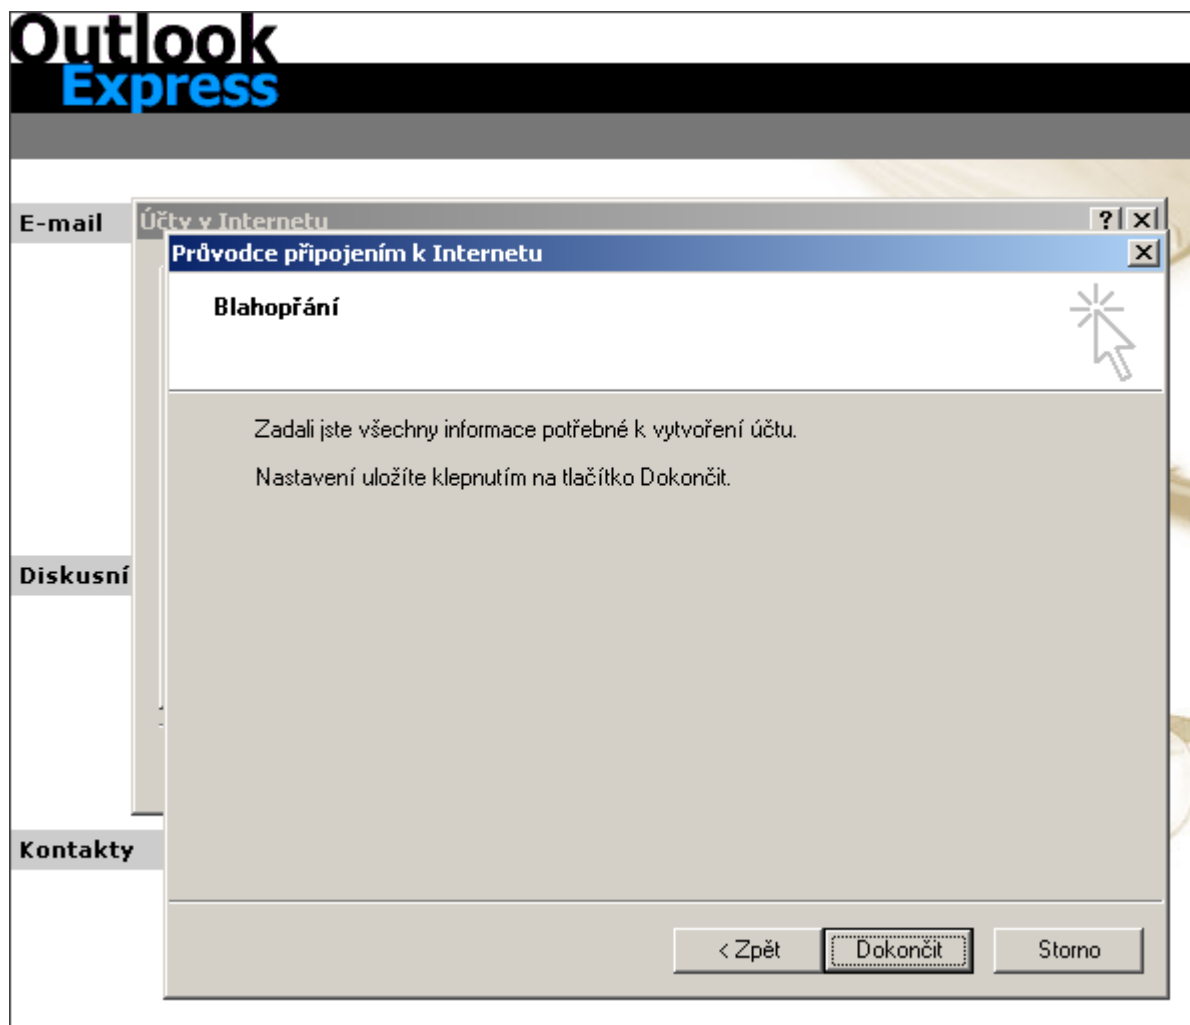 Outlook
Express
E-mail
Účty v Internetu
Průvodce připojením k Internetu
Blahopřání
Zadali jste všechny informace potřebné k vytvoření účtu.
Nastavení uložíte klepnutím na tlačítko Dokončit.
Diskusní
Kontakty
< Zpět
Dokončit
Storno